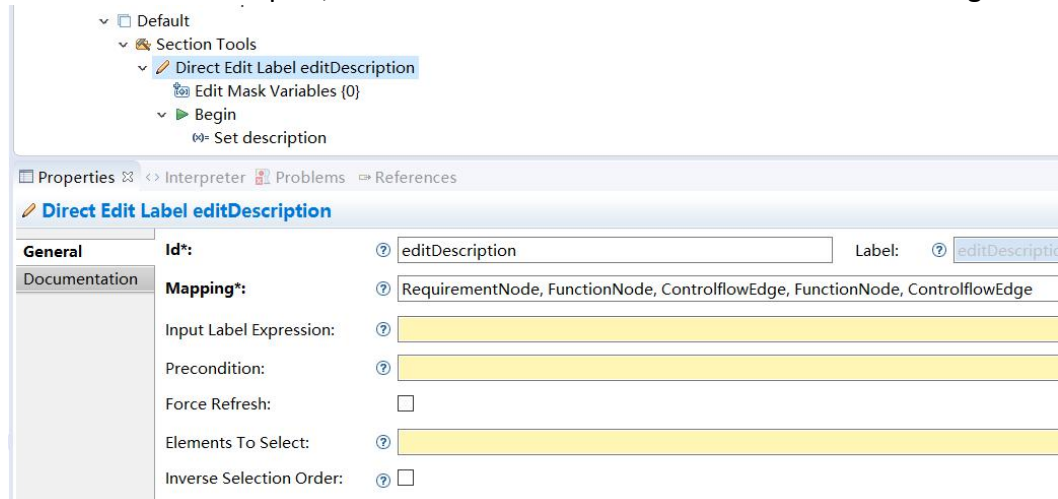 Default
Section Tools
Direct Edit Label editDescription
Edit Mask Variables {0}
Begin
Set description
Properties Interpreter Problems References
Direct Edit Label editDescription
General
Id*: editDescription Label:
Documentation
Mapping*: RequirementNode, FunctionNode, ControlflowEdge, FunctionNode, ControlflowEdge
Input Label Expression:
Precondition:
Force Refresh:
Elements To Select:
Inverse Selection Order: